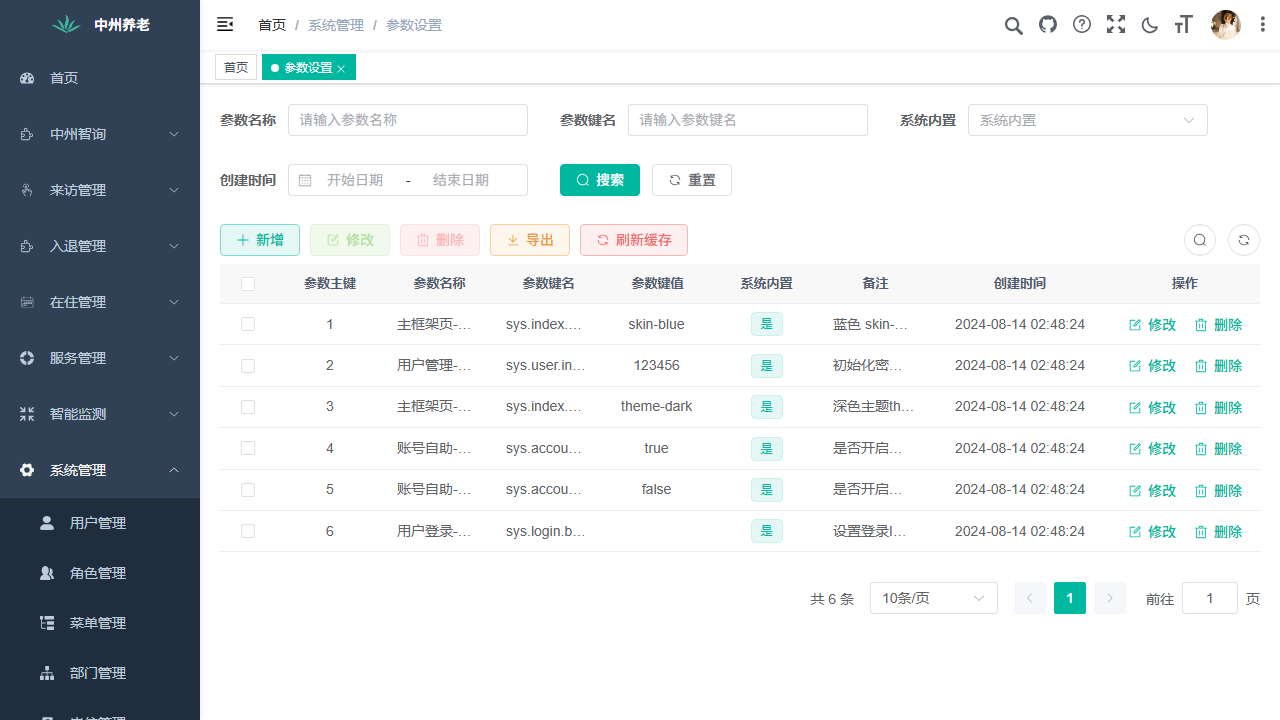 中州养老
首页 / 系统管理 / 参数设置
首页
参数设置
首页
中州智询
来访管理
入退管理
在住管理
服务管理
智能监测
系统管理
用户管理
角色管理
菜单管理
部门管理
参数名称 请输入参数名称 参数键名 请输入参数键名 系统内置 系统内置
创建时间 开始日期 - 结束日期 搜索 重置
新增 修改 删除 导出 刷新缓存
参数主键 参数名称 参数键名 参数键值 系统内置 备注 创建时间 操作
1 主框架页-... sys.index.... skin-blue 是 蓝色 skin-... 2024-08-14 02:48:24 修改 删除
2 用户管理-... sys.user.in... 123456 是 初始化密... 2024-08-14 02:48:24 修改 删除
3 主框架页-... sys.index.... theme-dark 是 深色主题th... 2024-08-14 02:48:24 修改 删除
4 账号自助-... sys.accou... true 是 是否开启... 2024-08-14 02:48:24 修改 删除
5 账号自助-... sys.accou... false 是 是否开启... 2024-08-14 02:48:24 修改 删除
6 用户登录-... sys.login.b... 是 设置登录I... 2024-08-14 02:48:24 修改 删除
共 6 条 10条/页 1 前往 1 页